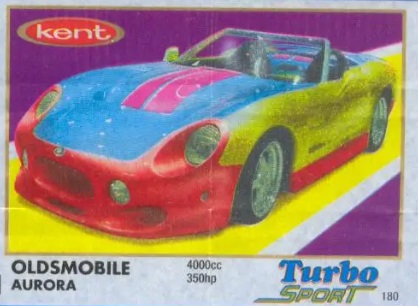 kent
OLDSMOBILE
AURORA
4000cc
350hp
Turbo
SPORT
180